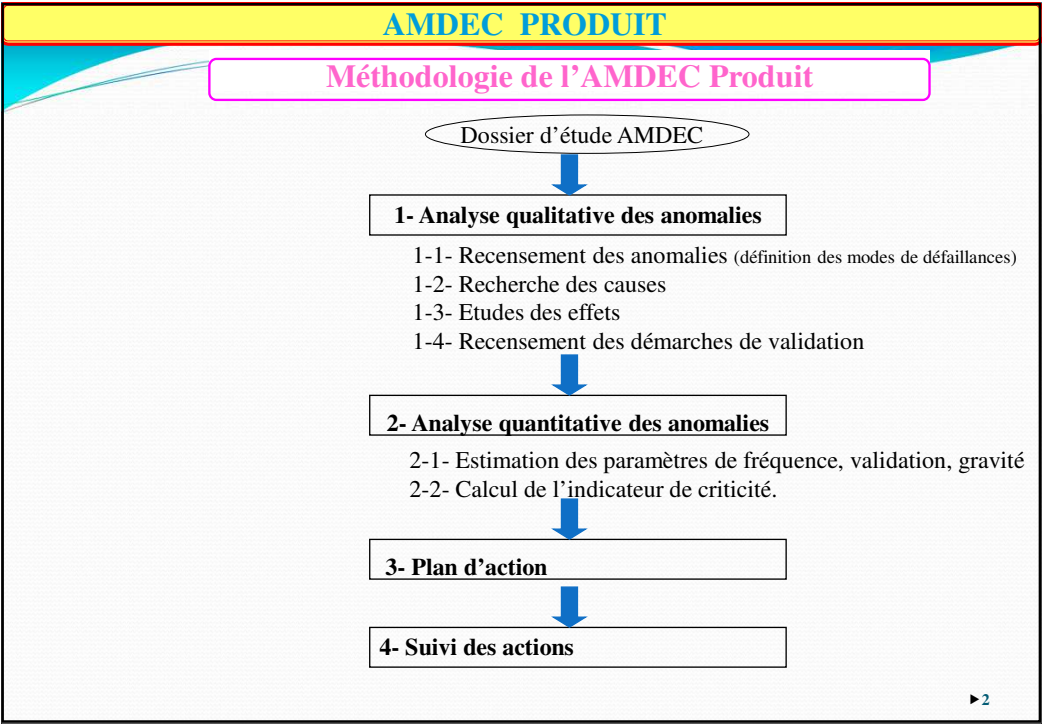 AMDEC PRODUIT
Méthodologie de l’AMDEC Produit
Dossier d’étude AMDEC
1- Analyse qualitative des anomalies
1-1- Recensement des anomalies (définition des modes de défaillances)
1-2- Recherche des causes
1-3- Etudes des effets
1-4- Recensement des démarches de validation
2- Analyse quantitative des anomalies
2-1- Estimation des paramètres de fréquence, validation, gravité
2-2- Calcul de l’indicateur de criticité.
3- Plan d’action
4- Suivi des actions
2